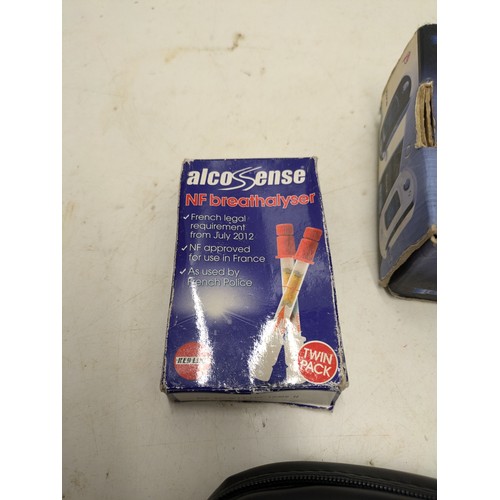 alcoSense
NF breathalyser
✓ French legal
requirement
from July 2012
✓ NF approved
for use in France
✓ As used by
French Police
TWIN
PACK